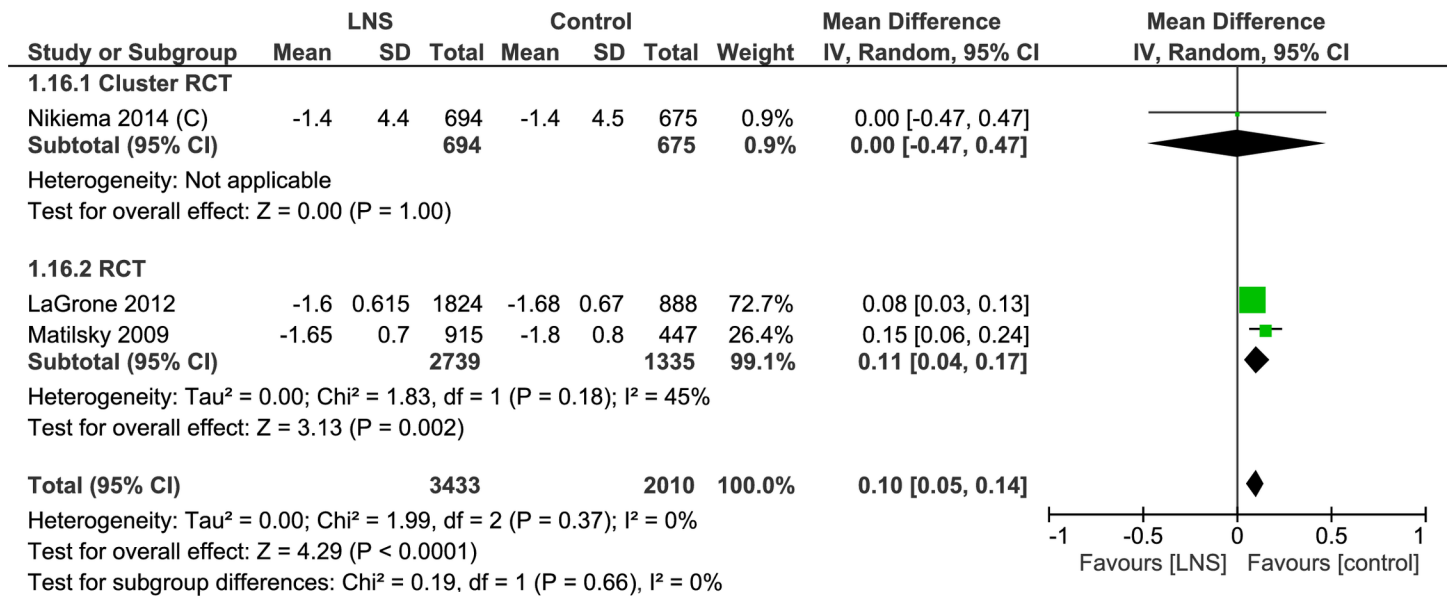 LNS Control Mean Difference Mean Difference
Study or Subgroup Mean SD Total Mean SD Total Weight IV, Random, 95% CI IV, Random, 95% CI
1.16.1 Cluster RCT
Nikiema 2014 (C) -1.4 4.4 694 -1.4 4.5 675 0.9% 0.00 [-0.47, 0.47]
Subtotal (95% CI) 694 675 0.9% 0.00 [-0.47, 0.47]
Heterogeneity: Not applicable
Test for overall effect: Z = 0.00 (P = 1.00)
1.16.2 RCT
LaGrone 2012 -1.6 0.615 1824 -1.68 0.67 888 72.7% 0.08 [0.03, 0.13]
Matilsky 2009 -1.65 0.7 915 -1.8 0.8 447 26.4% 0.15 [0.06, 0.24]
Subtotal (95% CI) 2739 1335 99.1% 0.11 [0.04, 0.17]
Heterogeneity: Tau² = 0.00; Chi² = 1.83, df = 1 (P = 0.18); I² = 45%
Test for overall effect: Z = 3.13 (P = 0.002)
Total (95% CI) 3433 2010 100.0% 0.10 [0.05, 0.14]
Heterogeneity: Tau² = 0.00; Chi² = 1.99, df = 2 (P = 0.37); I² = 0%
Test for overall effect: Z = 4.29 (P < 0.0001)
Test for subgroup differences: Chi² = 0.19, df = 1 (P = 0.66), I² = 0%
-1 -0.5 0 0.5 1
Favours [LNS] Favours [control]